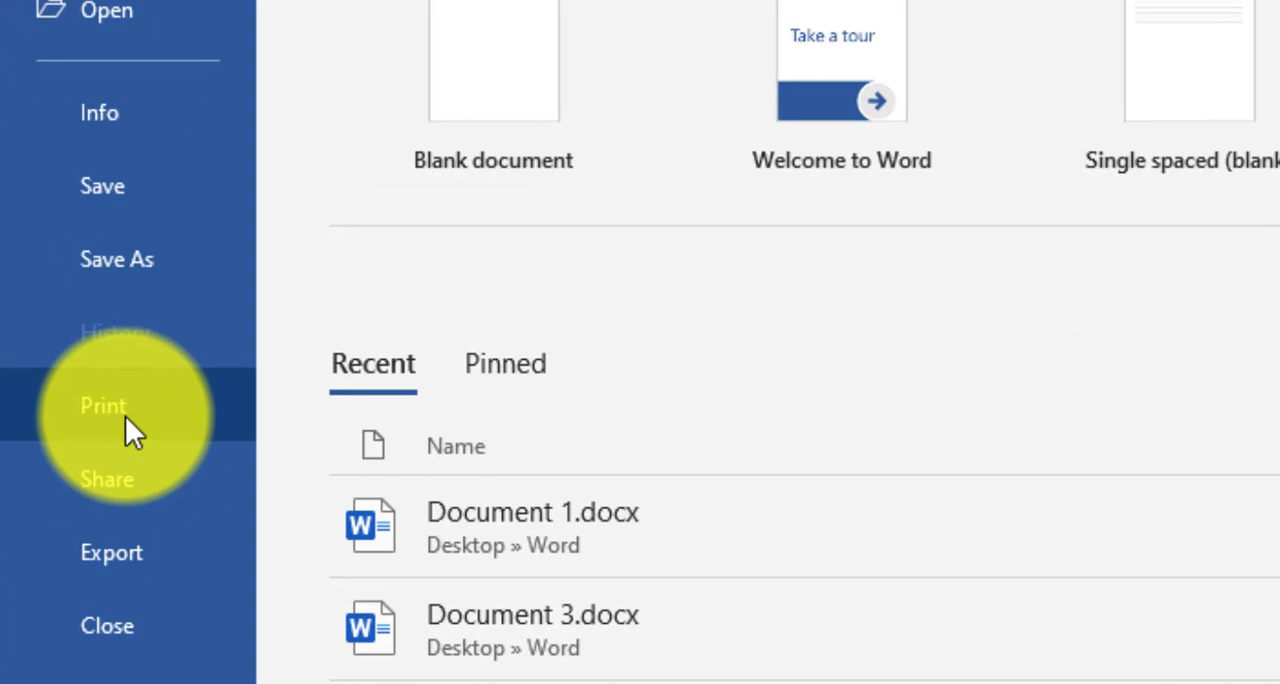 Open
Info
Save
Save As
History
Print
Share
Export
Close
Take a tour
Blank document
Welcome to Word
Single spaced (blank
Recent
Pinned
Name
W
Document 1.docx
Desktop » Word
W
Document 3.docx
Desktop » Word